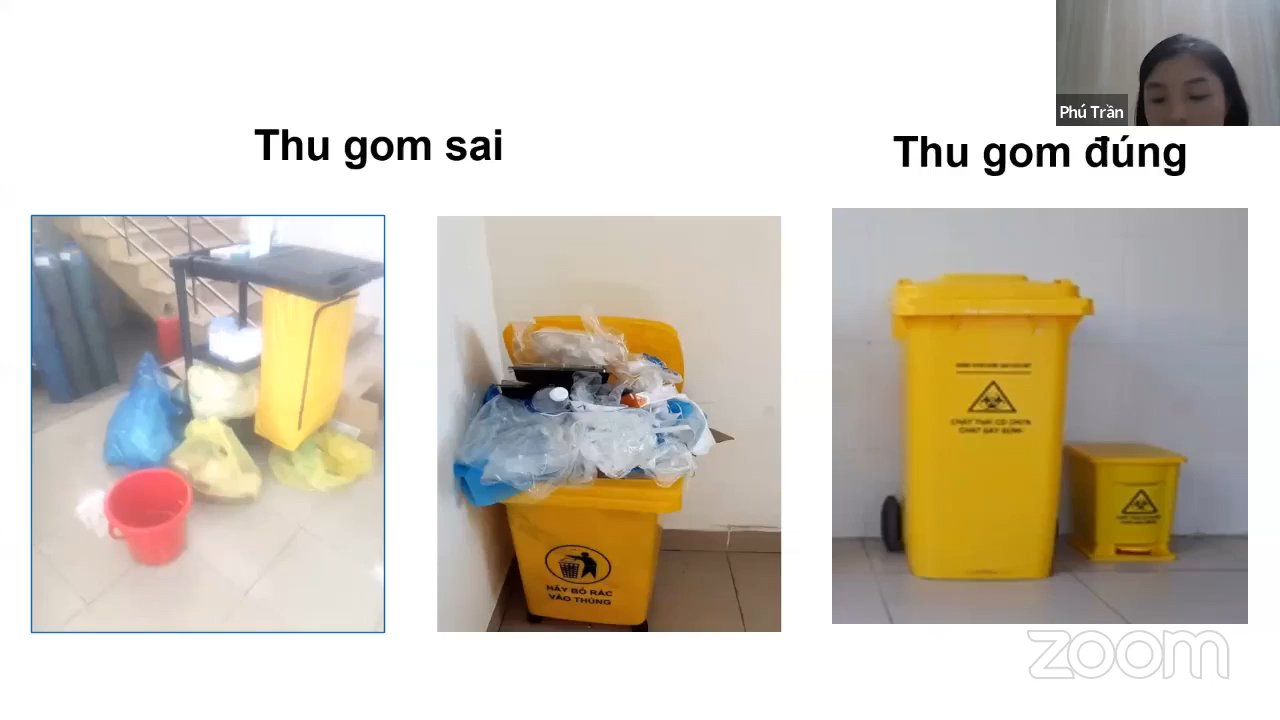 Phú Trần
Thu gom sai
Thu gom đúng
HÃY BỎ RÁC
VÀO THÙNG
CHẤT THẢI CÓ CHỨA
CHẤT GÂY BỆNH
zoom